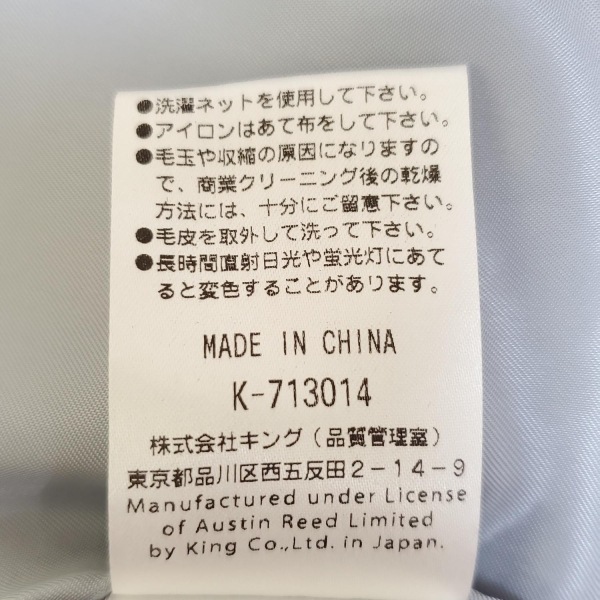 ●洗濯ネットを使用して下さい。
●アイロンはあて布をして下さい。
●毛玉や収縮の原因になりますの
で、商業クリーニング後の乾燥
方法には、十分にご留意下さい。
●毛皮を取外して洗って下さい。
●長時間直射日光や蛍光灯にあて
ると変色することがあります。
MADE IN CHINA
K-713014
株式会社キング(品質管理室)
東京都品川区西五反田2-14-9
Manufactured under License
of Austin Reed Limited
by King Co.,Ltd. in Japan.